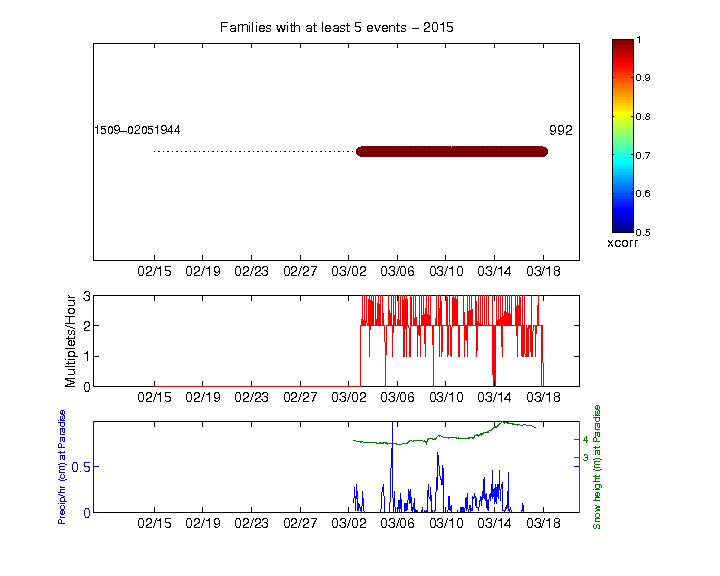 Families with at least 5 events − 2015
1509−02051944
992
02/15 02/19 02/23 02/27 03/02 03/06 03/10 03/14 03/18
1
0.9
0.8
0.7
0.6
0.5
xcorr
Multiplets/Hour
3
2
1
0
02/15 02/19 02/23 02/27 03/02 03/06 03/10 03/14 03/18
Precip/hr (cm) at Paradise
0.5
0
4
3
Snow height (m) at Paradise
02/15 02/19 02/23 02/27 03/02 03/06 03/10 03/14 03/18